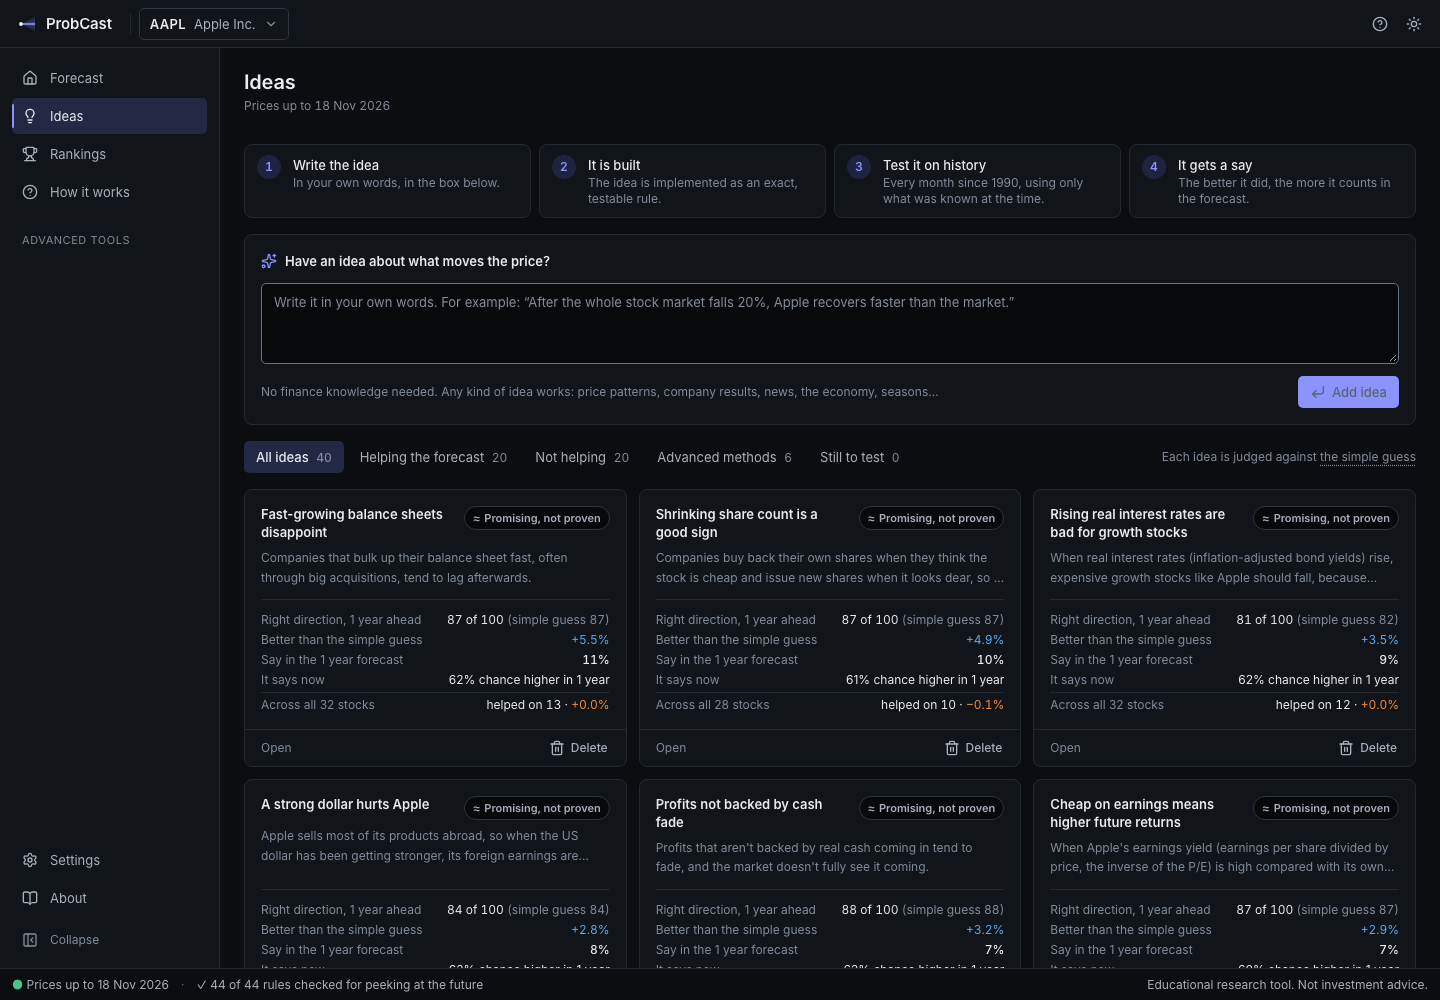 ProbCast
AAPL Apple Inc.
Forecast
Ideas
Rankings
How it works
ADVANCED TOOLS
Settings
About
Collapse
Ideas
Prices up to 18 Nov 2026
1 Write the idea
In your own words, in the box below.
2 It is built
The idea is implemented as an exact,
testable rule.
3 Test it on history
Every month since 1990, using only
what was known at the time.
4 It gets a say
The better it did, the more it counts in
the forecast.
Have an idea about what moves the price?
Write it in your own words. For example: “After the whole stock market falls 20%, Apple recovers faster than the market.”
No finance knowledge needed. Any kind of idea works: price patterns, company results, news, the economy, seasons…
Add idea
All ideas 40 Helping the forecast 20 Not helping 20 Advanced methods 6 Still to test 0
Each idea is judged against the simple guess
Fast-growing balance sheets
disappoint
≈ Promising, not proven
Companies that bulk up their balance sheet fast, often
through big acquisitions, tend to lag afterwards.
Right direction, 1 year ahead 87 of 100 (simple guess 87)
Better than the simple guess +5.5%
Say in the 1 year forecast 11%
It says now 62% chance higher in 1 year
Across all 32 stocks helped on 13 · +0.0%
Open Delete
Shrinking share count is a
good sign
≈ Promising, not proven
Companies buy back their own shares when they think the
stock is cheap and issue new shares when it looks dear, so …
Right direction, 1 year ahead 87 of 100 (simple guess 87)
Better than the simple guess +4.9%
Say in the 1 year forecast 10%
It says now 61% chance higher in 1 year
Across all 28 stocks helped on 10 · −0.1%
Open Delete
Rising real interest rates are
bad for growth stocks
≈ Promising, not proven
When real interest rates (inflation-adjusted bond yields) rise,
expensive growth stocks like Apple should fall, because…
Right direction, 1 year ahead 81 of 100 (simple guess 82)
Better than the simple guess +3.5%
Say in the 1 year forecast 9%
It says now 62% chance higher in 1 year
Across all 32 stocks helped on 12 · +0.0%
Open Delete
A strong dollar hurts Apple
≈ Promising, not proven
Apple sells most of its products abroad, so when the US
dollar has been getting stronger, its foreign earnings are…
Right direction, 1 year ahead 84 of 100 (simple guess 84)
Better than the simple guess +2.8%
Say in the 1 year forecast 8%
Profits not backed by cash
fade
≈ Promising, not proven
Profits that aren't backed by real cash coming in tend to
fade, and the market doesn't fully see it coming.
Right direction, 1 year ahead 88 of 100 (simple guess 88)
Better than the simple guess +3.2%
Say in the 1 year forecast 7%
Cheap on earnings means
higher future returns
≈ Promising, not proven
When Apple's earnings yield (earnings per share divided by
price, the inverse of the P/E) is high compared with its own…
Right direction, 1 year ahead 87 of 100 (simple guess 87)
Better than the simple guess +2.9%
Say in the 1 year forecast 7%
Prices up to 18 Nov 2026 · ✓ 44 of 44 rules checked for peeking at the future
Educational research tool. Not investment advice.